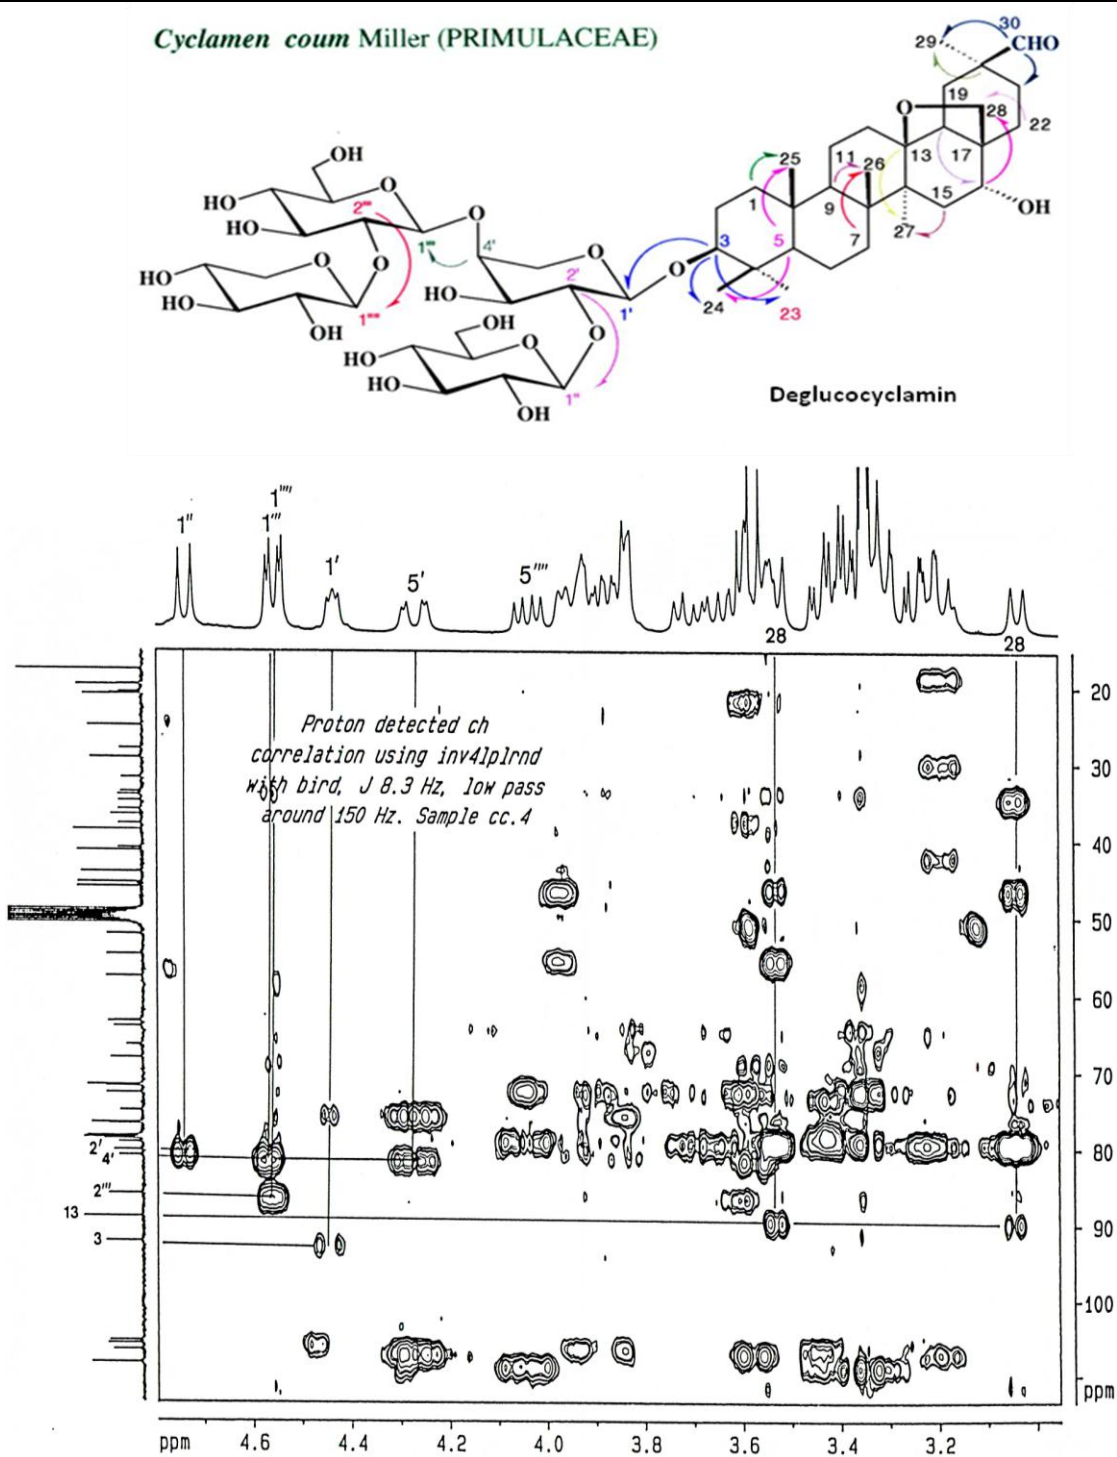 Cyclamen coum Miller (PRIMULACEAE)
30
29
CHO
19
O
28
22
OH
25
11
26
13
17
HO
O
O
1
9
15
OH
HO
2'''
1'''
4'
O
3
5
7
27
HO
O
O
2'
O
HO
HO
1'
24
23
HO
1''''
OH
O
OH
O
HO
HO
1''
OH
Deglucocyclamin
1''''
1''
1'''
1'
5'
5''''
28
28
Proton detected ch
correlation using inv4lplrnd
with bird, J 8.3 Hz, low pass
around 150 Hz. Sample cc.4
20
30
40
50
60
70
2'
4'
80
2'''
13
3
90
100
ppm
ppm 4.6 4.4 4.2 4.0 3.8 3.6 3.4 3.2